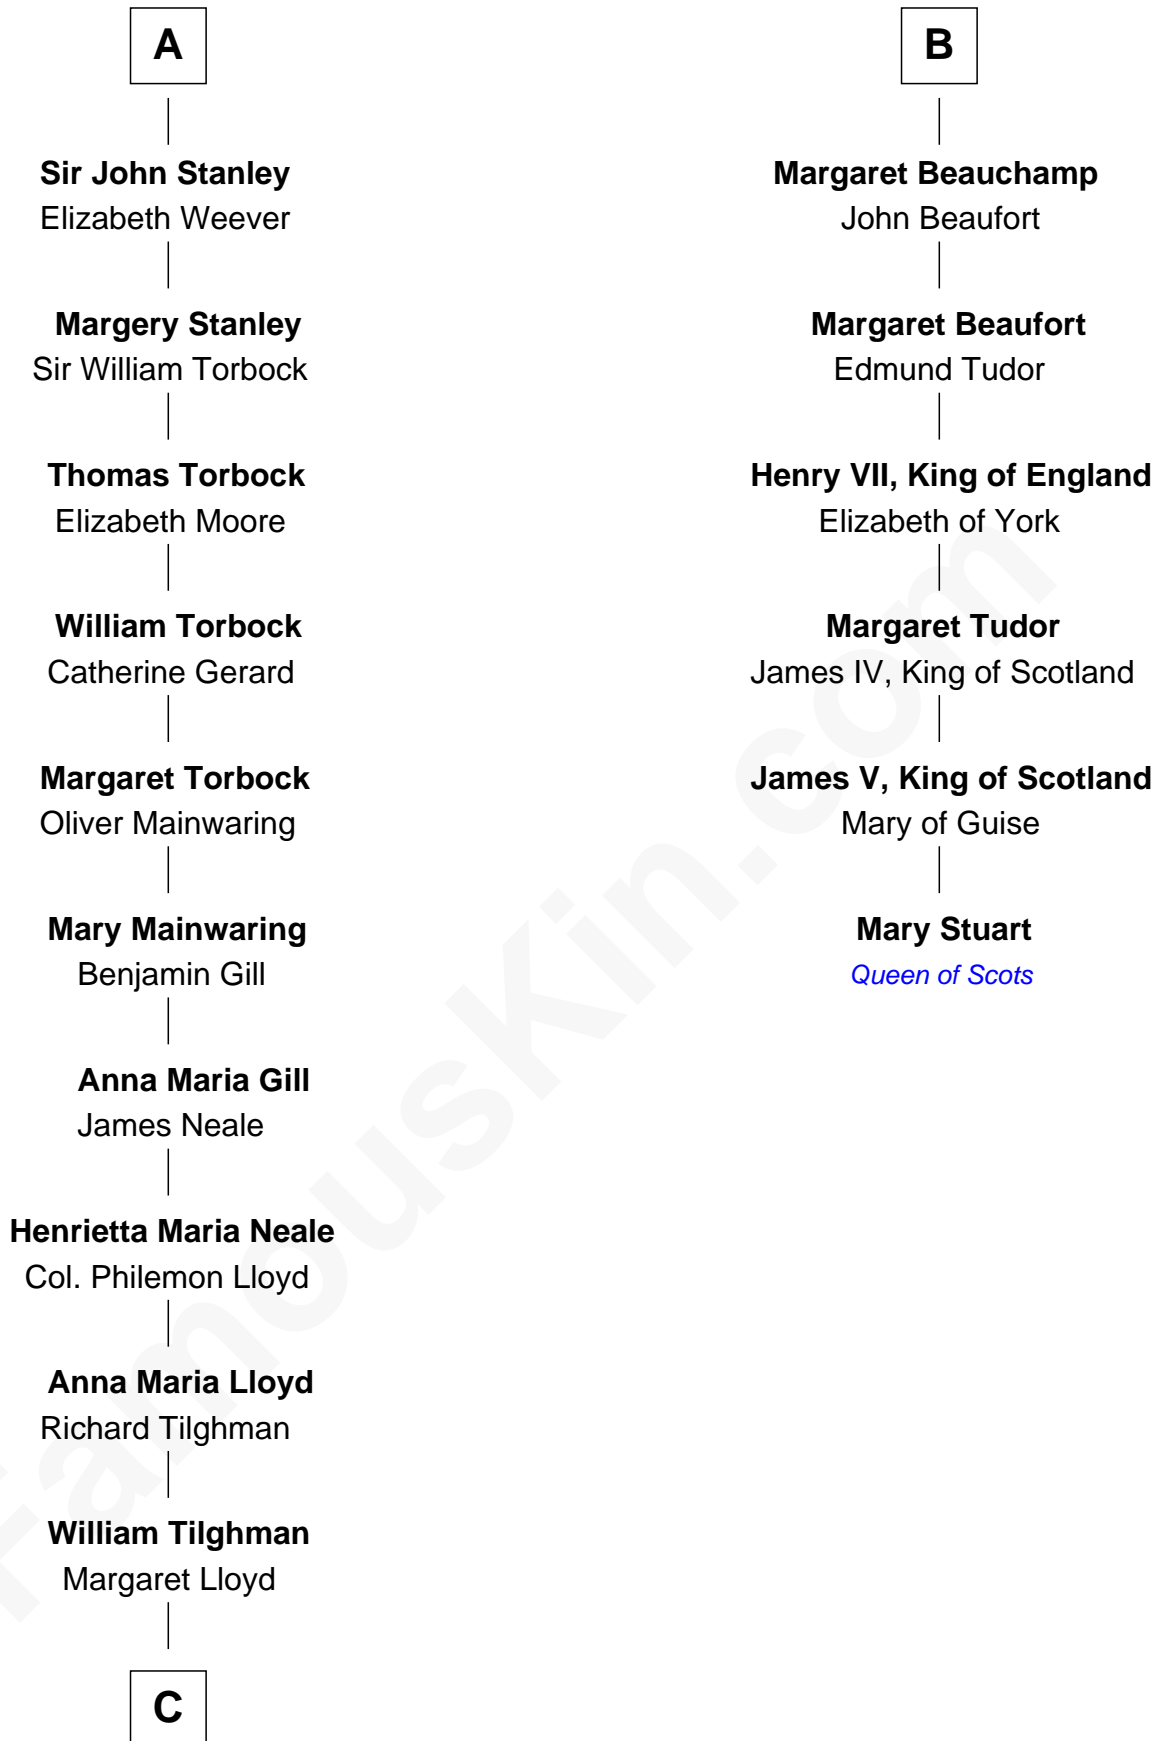 A
Sir John Stanley
Elizabeth Weever
Margery Stanley
Sir William Torbock
Thomas Torbock
Elizabeth Moore
William Torbock
Catherine Gerard
Margaret Torbock
Oliver Mainwaring
Mary Mainwaring
Benjamin Gill
Anna Maria Gill
James Neale
Henrietta Maria Neale
Col. Philemon Lloyd
Anna Maria Lloyd
Richard Tilghman
William Tilghman
Margaret Lloyd
C
B
Margaret Beauchamp
John Beaufort
Margaret Beaufort
Edmund Tudor
Henry VII, King of England
Elizabeth of York
Margaret Tudor
James IV, King of Scotland
James V, King of Scotland
Mary of Guise
Mary Stuart
Queen of Scots
FamousKin.com